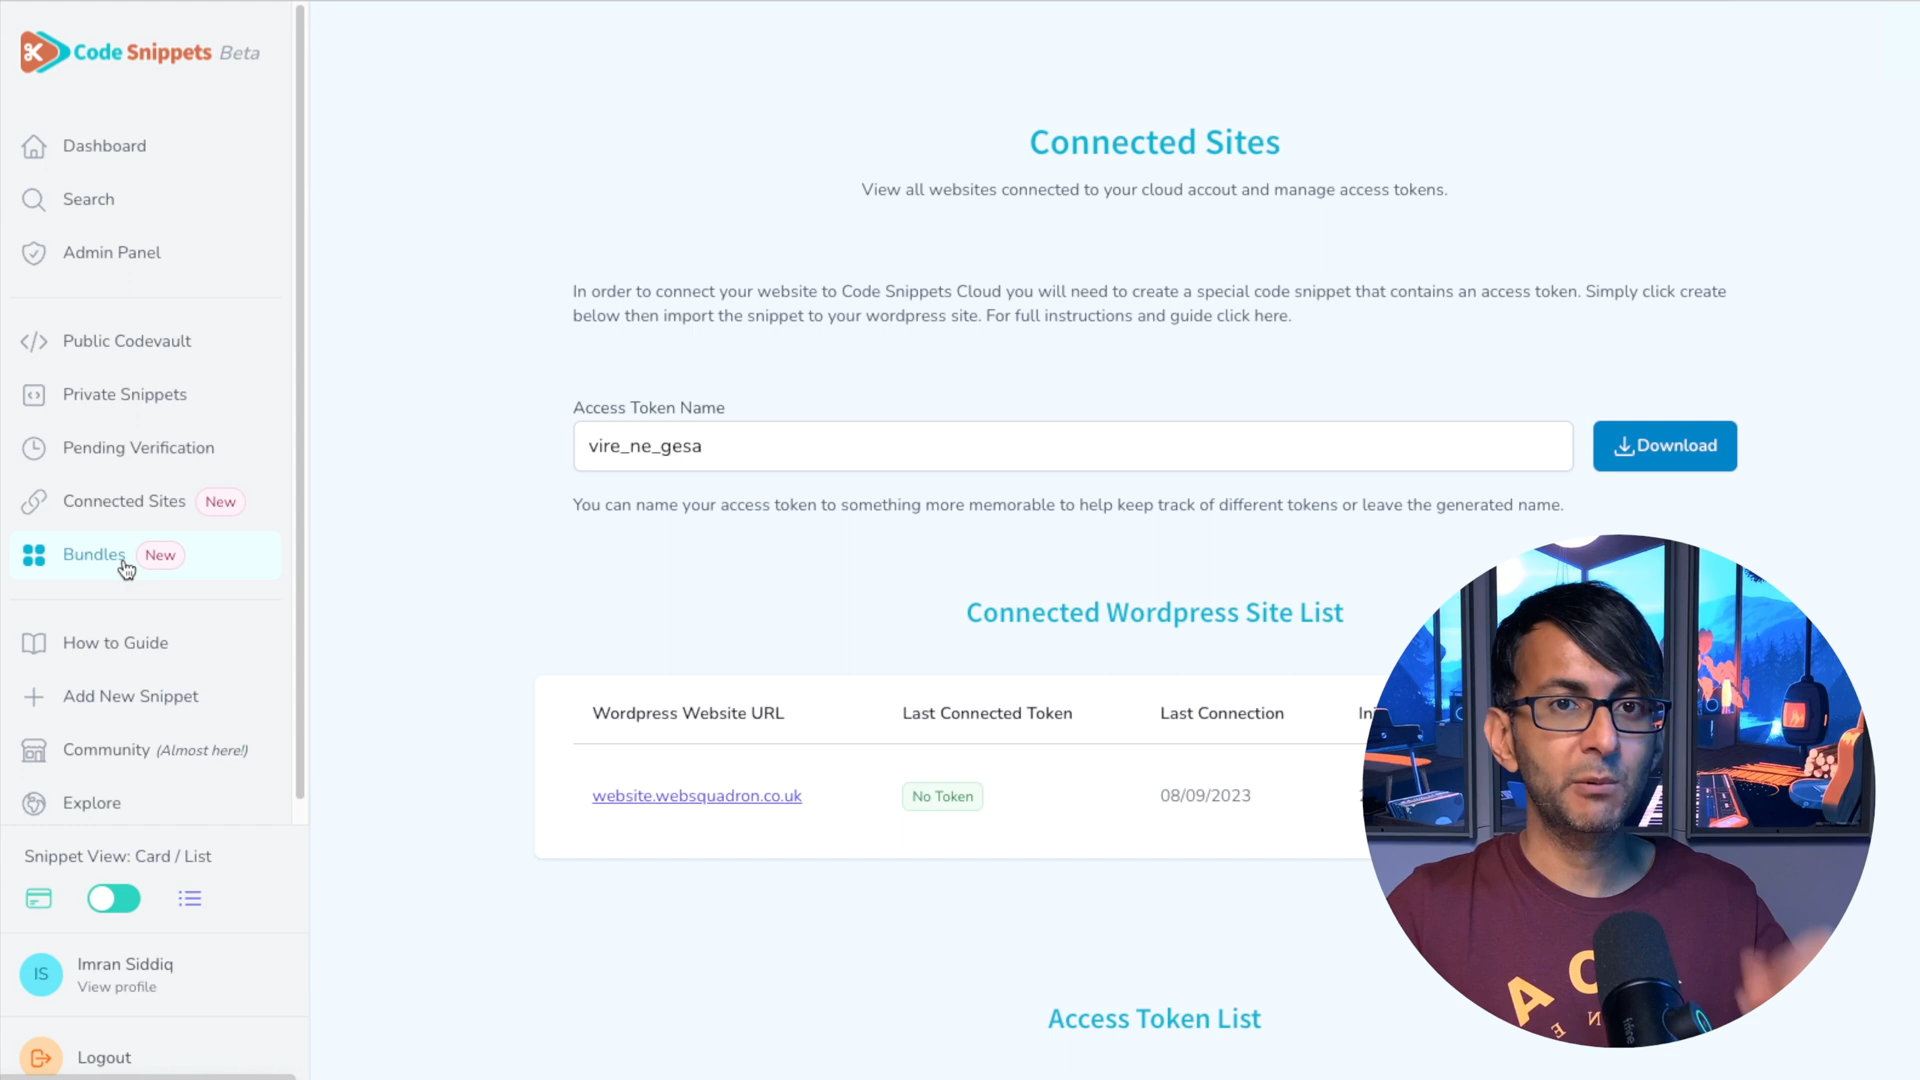 Code Snippets Beta
Dashboard
Search
Admin Panel
Public Codevault
Private Snippets
Pending Verification
Connected Sites New
Bundles New
How to Guide
Add New Snippet
Community (Almost here!)
Explore
Snippet View: Card / List
IS
Imran Siddiq
View profile
Logout
Connected Sites
View all websites connected to your cloud accout and manage access tokens.
In order to connect your website to Code Snippets Cloud you will need to create a special code snippet that contains an access token. Simply click create
below then import the snippet to your wordpress site. For full instructions and guide click here.
Access Token Name
vire_ne_gesa
Download
You can name your access token to something more memorable to help keep track of different tokens or leave the generated name.
Connected Wordpress Site List
Wordpress Website URL Last Connected Token Last Connection
website.websquadron.co.uk No Token 08/09/2023
Access Token List